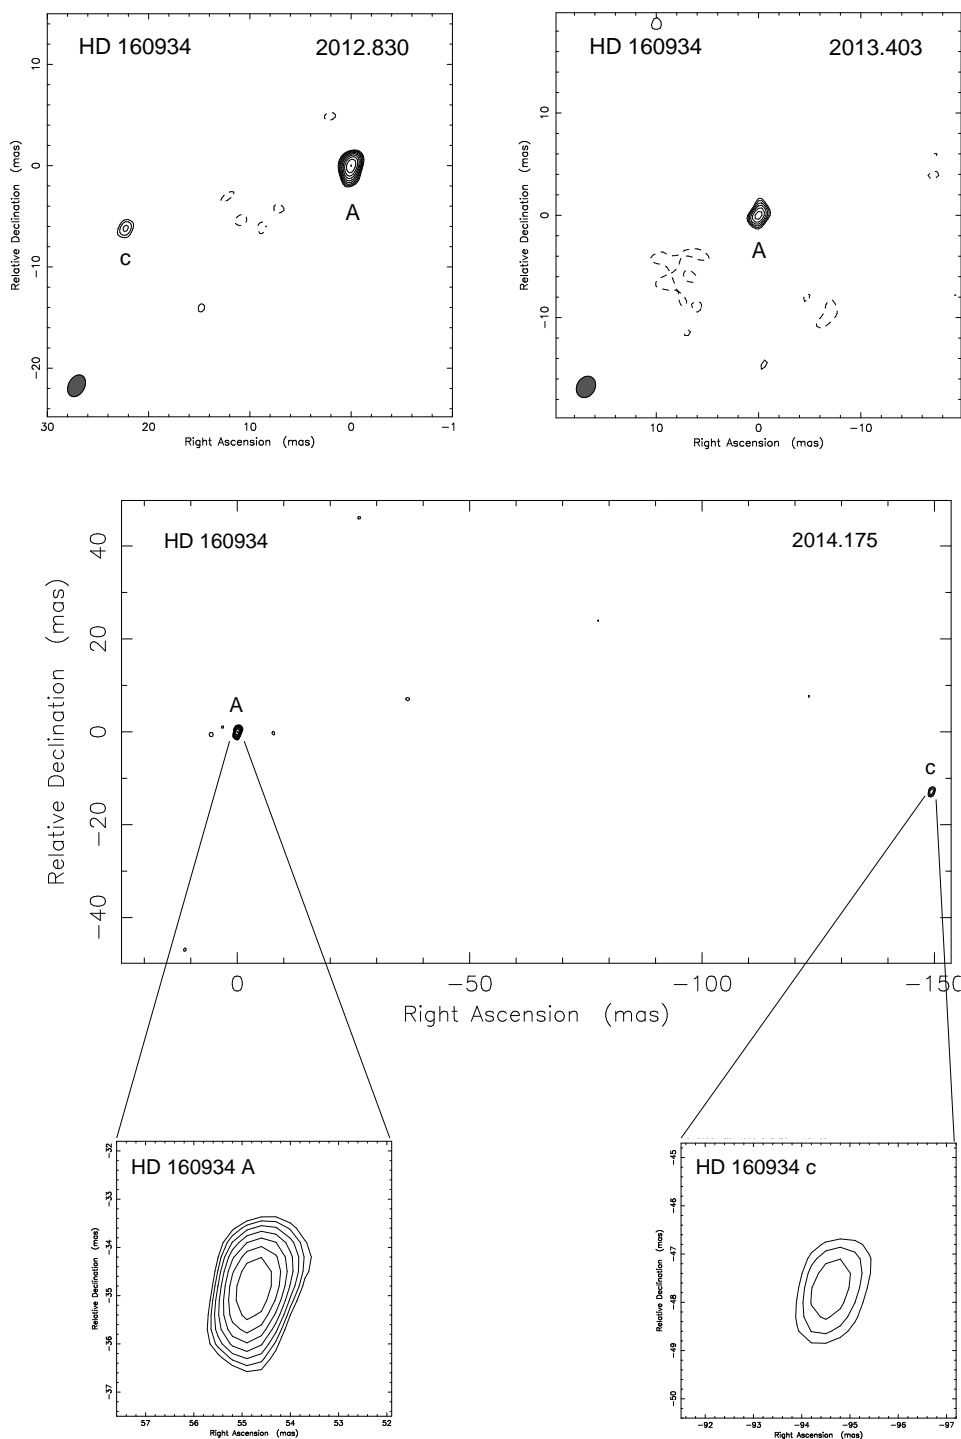 HD 160934 2012.830
10
0
−10
−20
A
c
Relative Declination (mas)
30 20 10 0 −1
Right Ascension (mas)
HD 160934 2013.403
10
0
−10
A
Relative Declination (mas)
10 0 −10
Right Ascension (mas)
HD 160934 2014.175
40
20
0
−20
−40
A
c
Relative Declination (mas)
0 −50 −100 −150
Right Ascension (mas)
HD 160934 A
−32
−33
−34
−35
−36
−37
Relative Declination (mas)
57 56 55 54 53 52
Right Ascension (mas)
HD 160934 c
−45
−46
−47
−48
−49
−50
Relative Declination (mas)
−92 −93 −94 −95 −96 −97
Right Ascension (mas)